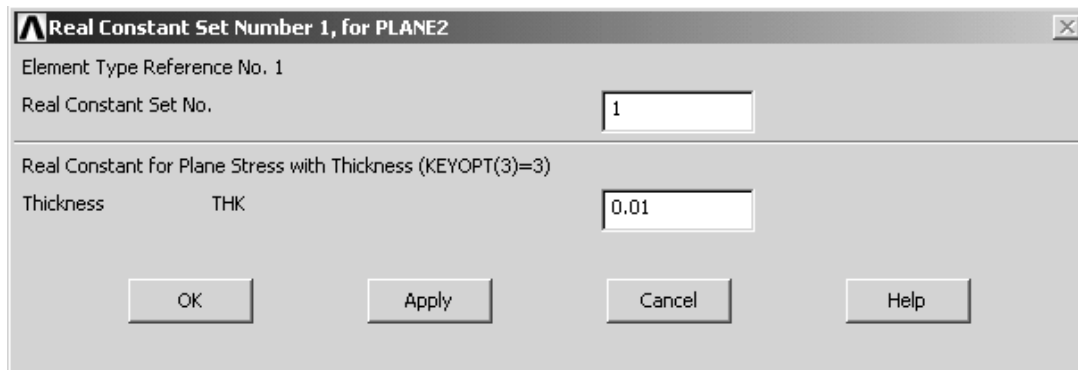 Real Constant Set Number 1, for PLANE2
Element Type Reference No. 1
Real Constant Set No. 1
Real Constant for Plane Stress with Thickness (KEYOPT(3)=3)
Thickness THK 0.01
OK Apply Cancel Help